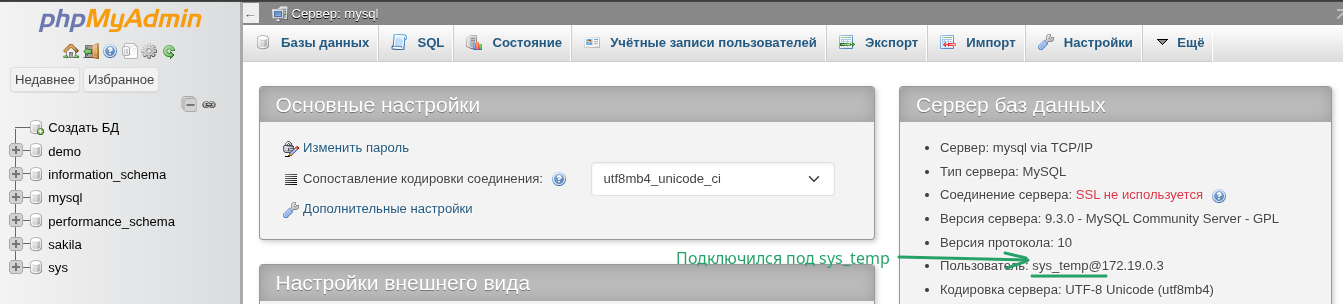 phpMyAdmin
Недавнее Избранное
Создать БД
demo
information_schema
mysql
performance_schema
sakila
sys
← Сервер: mysql
Базы данных SQL Состояние Учётные записи пользователей Экспорт Импорт Настройки Ещё
Основные настройки
Изменить пароль
Сопоставление кодировки соединения: utf8mb4_unicode_ci
Дополнительные настройки
Настройки внешнего вида
Сервер баз данных
Сервер: mysql via TCP/IP
Тип сервера: MySQL
Соединение сервера: SSL не используется
Версия сервера: 9.3.0 - MySQL Community Server - GPL
Версия протокола: 10
Подключился под sys_temp
Пользователь: sys_temp@172.19.0.3
Кодировка сервера: UTF-8 Unicode (utf8mb4)